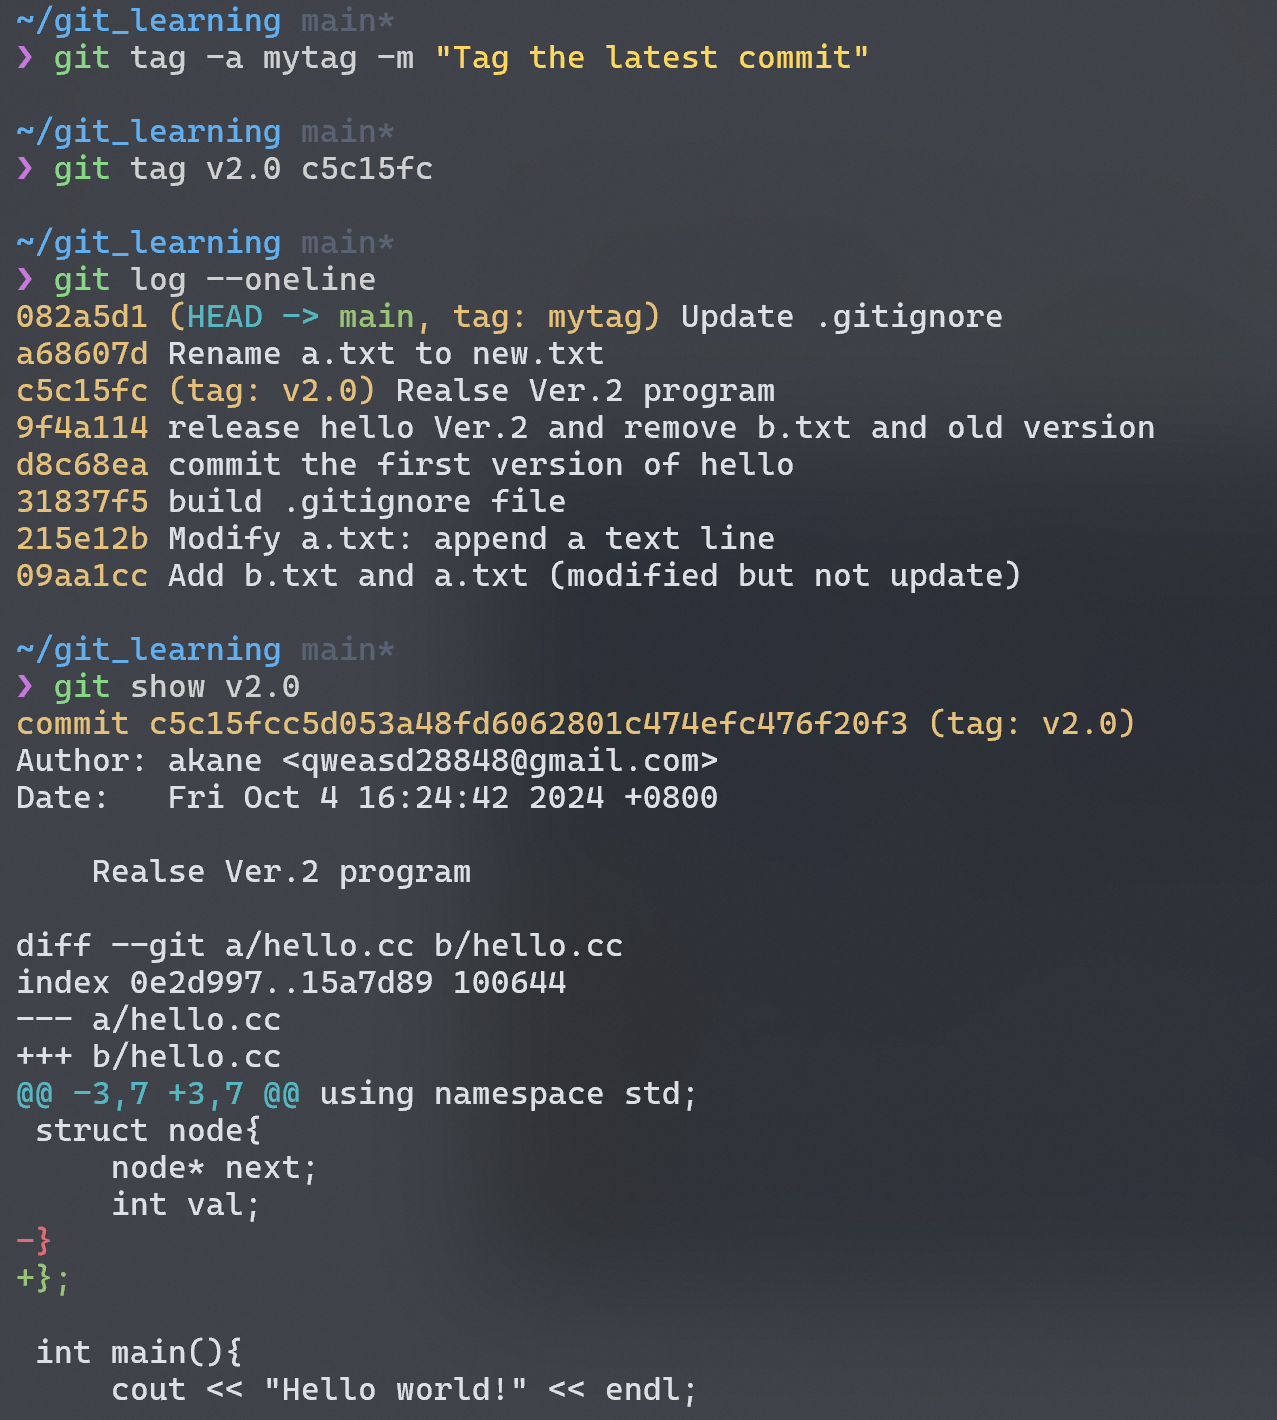 ~/git_learning main*
❯ git tag -a mytag -m "Tag the latest commit"
~/git_learning main*
❯ git tag v2.0 c5c15fc
~/git_learning main*
❯ git log --oneline
082a5d1 (HEAD -> main, tag: mytag) Update .gitignore
a68607d Rename a.txt to new.txt
c5c15fc (tag: v2.0) Realse Ver.2 program
9f4a114 release hello Ver.2 and remove b.txt and old version
d8c68ea commit the first version of hello
31837f5 build .gitignore file
215e12b Modify a.txt: append a text line
09aa1cc Add b.txt and a.txt (modified but not update)
~/git_learning main*
❯ git show v2.0
commit c5c15fcc5d053a48fd6062801c474efc476f20f3 (tag: v2.0)
Author: akane <qweasd28848@gmail.com>
Date:   Fri Oct 4 16:24:42 2024 +0800
    Realse Ver.2 program
diff --git a/hello.cc b/hello.cc
index 0e2d997..15a7d89 100644
--- a/hello.cc
+++ b/hello.cc
@@ -3,7 +3,7 @@ using namespace std;
 struct node{
     node* next;
     int val;
-}
+};
 int main(){
     cout << "Hello world!" << endl;